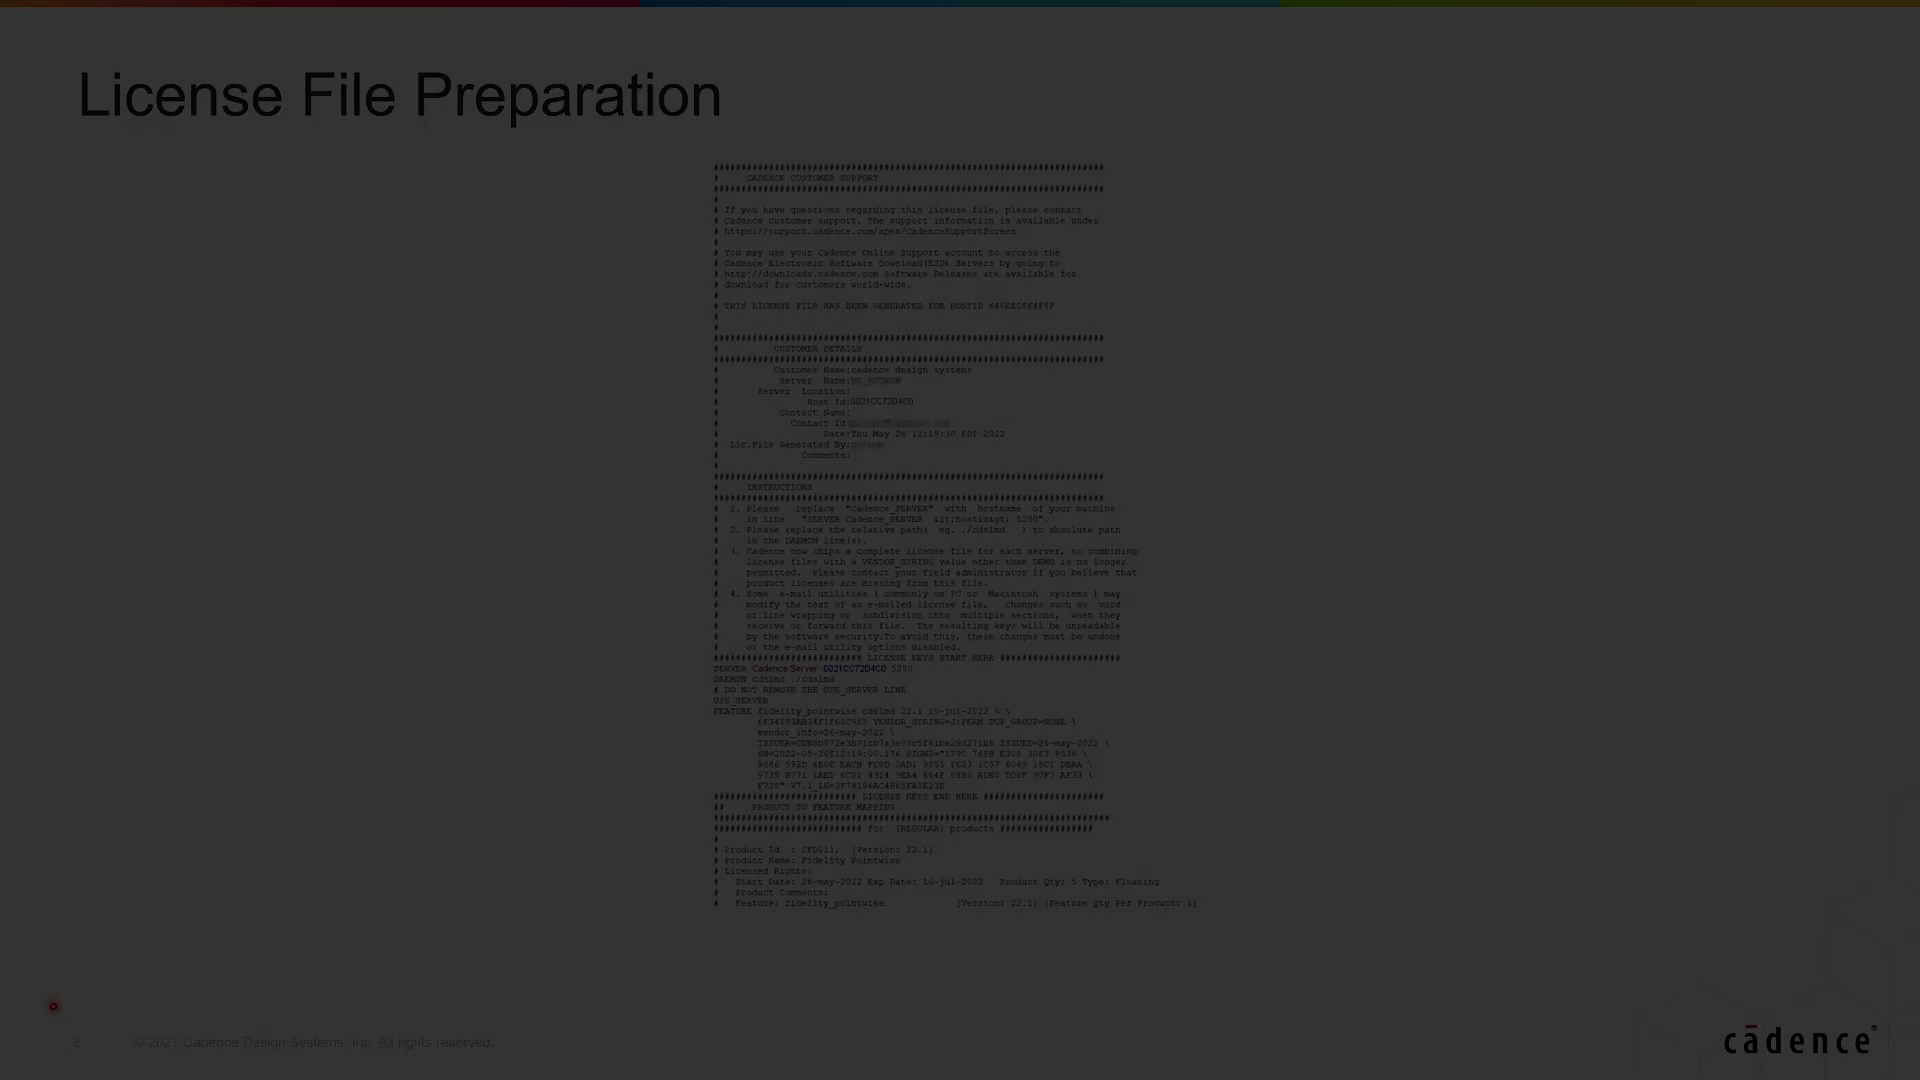 License File Preparation
######################################################################
# CADENCE CUSTOMER SUPPORT
######################################################################
#
# If you have questions regarding this license file, please contact
# Cadence customer support. The support information is available under
# https://support.cadence.com/apex/CadenceSupportScreen
#
# You may use your Cadence Online Support account to access the
# Cadence Electronic Software Download(ESD) Servers by going to
# http://downloads.cadence.com Software Releases are available for
# download for customers world-wide.
#
# THIS LICENSE FILE HAS BEEN GENERATED FOR HOSTID
#
#
######################################################################
# CUSTOMER DETAILS
######################################################################
# Customer Name:cadence design systems
# Server Name:
# Server Location:
# Host Id:0021CC72D4C0
# Contact Name:
# Contact Id:
# Date:Thu May 26 12:19:30 PDT 2022
# Lic.File Generated By:
# Comments:
#
######################################################################
# INSTRUCTIONS
######################################################################
# 1. Please replace "Cadence_SERVER" with hostname of your machine
# in line "SERVER Cadence_SERVER &lt;hostid&gt; 5280".
# 2. Please replace the relative path( eg. ./cdslmd ) to absolute path
# in the DAEMON line(s).
# 3. Cadence now ships a complete license file for each server, so combining
# license files with a VENDOR_STRING value other than DEMO is no longer
# permitted. Please contact your field administrator if you believe that
# product licenses are missing from this file.
# 4. Some e-mail utilities ( commonly on PC or Macintosh systems ) may
# modify the text of an e-mailed license file. changes such as word
# or line wrapping or subdivision into multiple sections, when they
# receive or forward this file. The resulting keys will be unreadable
# by the software security.To avoid this, these changes must be undone
# or the e-mail utility options disabled.
########################### LICENSE KEYS START HERE ######################
SERVER Cadence Server 0021CC72D4C0 5280
DAEMON cdslmd ./cdslmd
# DO NOT REMOVE THE USE_SERVER LINE
USE_SERVER
FEATURE fidelity_pointwise cdslmd 22.1 10-jul-2022 5 \
VENDOR_STRING=J:PERM DUP_GROUP=NONE \
vendor_info=26-may-2022 \
ISSUED=26-may-2022 \
########################## LICENSE KEYS END HERE ######################
## PRODUCT TO FEATURE MAPPING
#######################################################################
########################### for [REGULAR] products #################
#
# Product Id : CFD111, [Version: 22.1]
# Product Name: Fidelity Pointwise
# Licensed Rights:
# Start Date: 26-may-2022 Exp Date: 10-jul-2022 Product Qty: 5 Type: Floating
# Product Comments:
# Feature: fidelity_pointwise [Version: 22.1] [Feature Qty Per Product: 1]
2 © 2021 Cadence Design Systems, Inc. All rights reserved.
cādence®